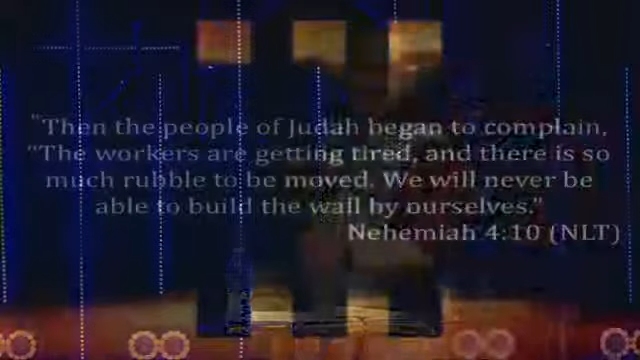 "Then the people of Judah began to complain,
"The workers are getting tired, and there is so
much rubble to be moved. We will never be
able to build the wall by ourselves."
Nehemiah 4:10 (NLT)